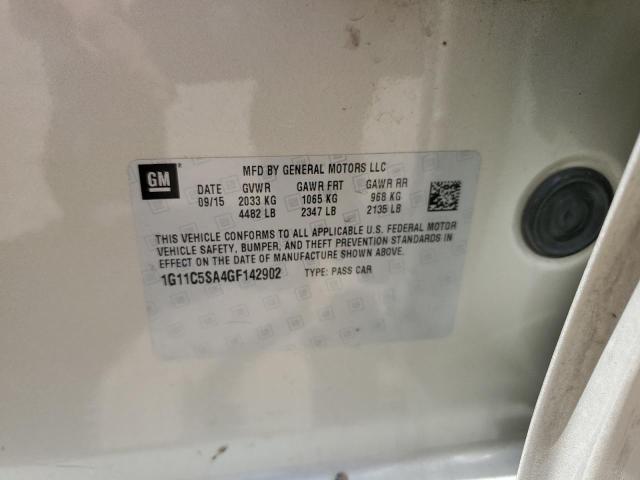 GM
MFD BY GENERAL MOTORS LLC
DATE GVWR GAWR FRT GAWR RR
09/15 2033 KG 1065 KG 968 KG
4482 LB 2347 LB 2135 LB
THIS VEHICLE CONFORMS TO ALL APPLICABLE U.S. FEDERAL MOTOR
VEHICLE SAFETY, BUMPER, AND THEFT PREVENTION STANDARDS IN
EFFECT ON THE DATE OF MANUFACTURE SHOWN ABOVE.
1G11C5SA4GF142902 TYPE: PASS CAR